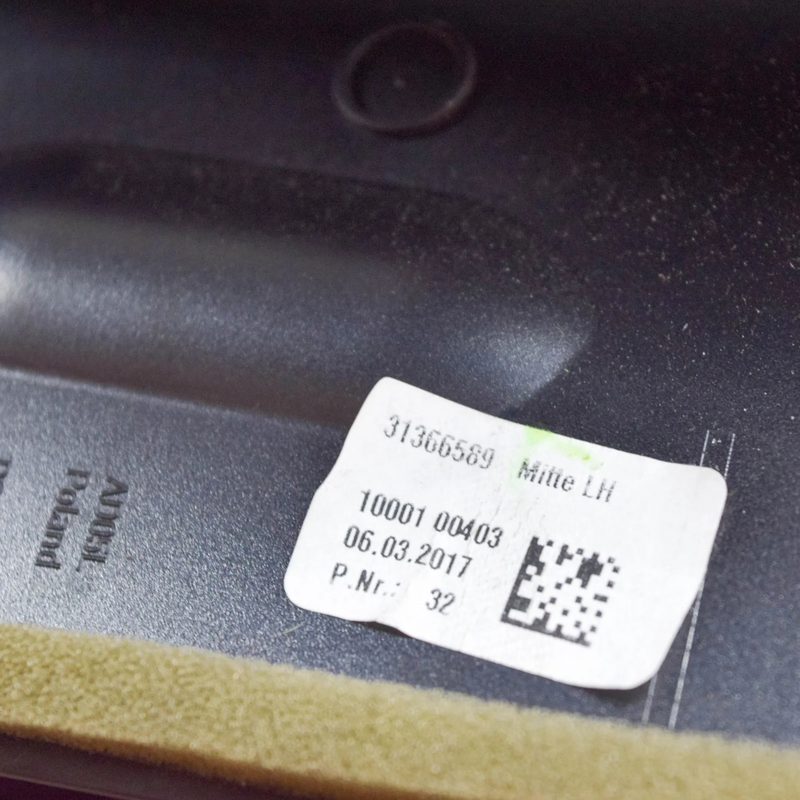 31366589 Mitte LH
10001 00403
06.03.2017
P.Nr.: 32
Poland